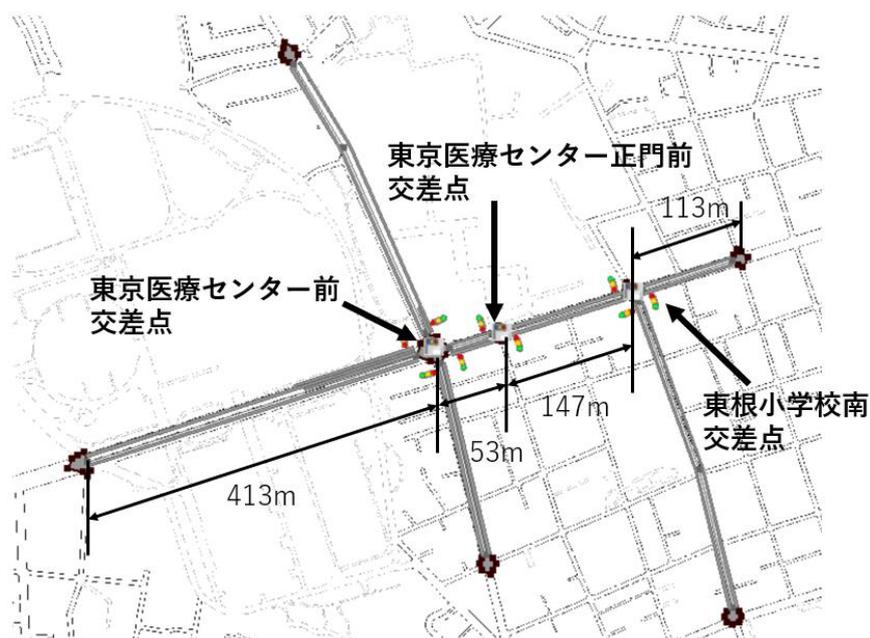 東京医療センター正門前
交差点
113m
東京医療センター前
交差点
147m
東根小学校南
交差点
53m
413m